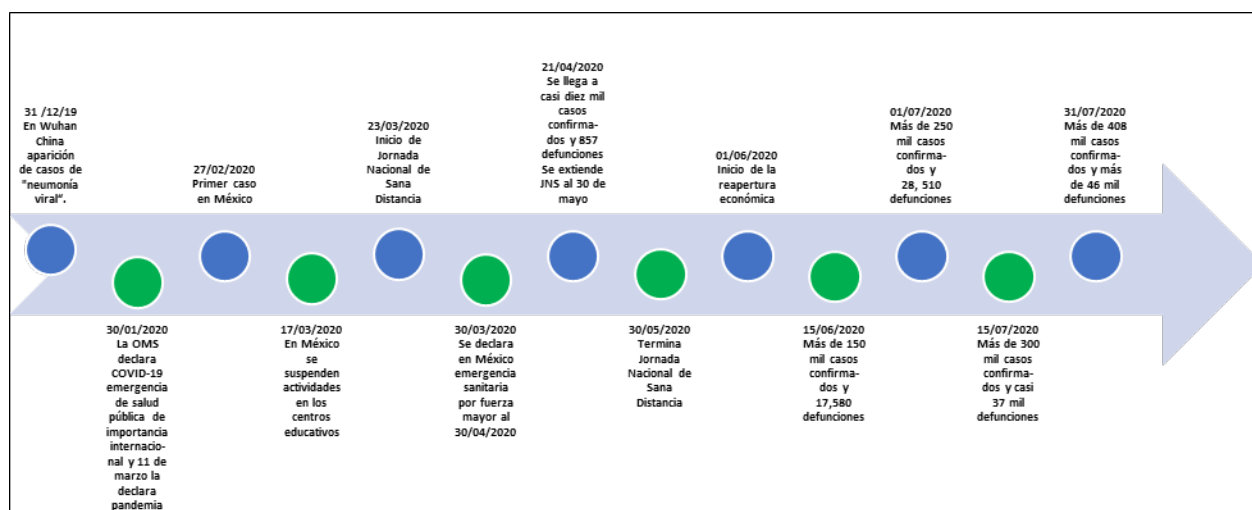 31 /12/19
En Wuhan
China
aparición
de casos de
"neumonía
viral".
30/01/2020
La OMS
declara
COVID-19
emergencia
de salud
pública de
importancia
internacio-
nal y 11 de
marzo la
declara
pandemia
27/02/2020
Primer caso
en México
17/03/2020
En México
se
suspenden
actividades
en los
centros
educativos
23/03/2020
Inicio de
Jornada
Nacional de
Sana
Distancia
30/03/2020
Se declara
en México
emergencia
sanitaria
por fuerza
mayor al
30/04/2020
21/04/2020
Se llega a
casi diez mil
casos
confirma-
dos y 857
defunciones
Se extiende
JNS al 30 de
mayo
30/05/2020
Termina
Jornada
Nacional de
Sana
Distancia
01/06/2020
Inicio de la
reapertura
económica
15/06/2020
Más de 150
mil casos
confirma-
dos y
17,580
defunciones
01/07/2020
Más de 250
mil casos
confirma-
dos y
28, 510
defunciones
15/07/2020
Más de 300
mil casos
confirma-
dos y casi
37 mil
defunciones
31/07/2020
Más de 408
mil casos
confirma-
dos y más
de 46 mil
defunciones